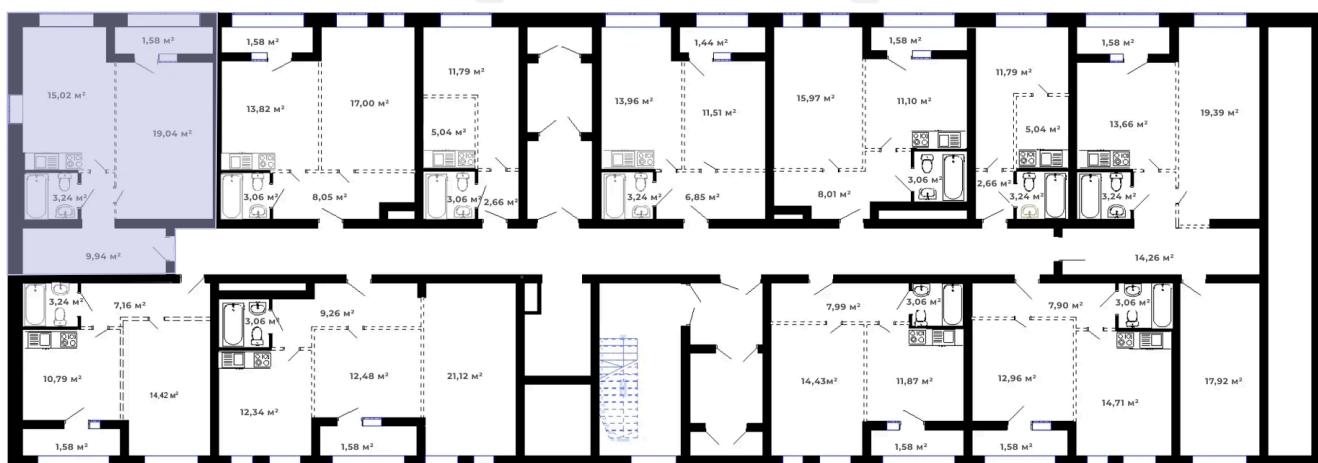 1,58 м²
15,02 м²
19,04 м²
3,24 м²
9,94 м²
1,58 м²
13,82 м²
17,00 м²
3,06 м²
8,05 м²
11,79 м²
5,04 м²
3,06 м²
2,66 м²
1,44 м²
13,96 м²
11,51 м²
3,24 м²
6,85 м²
1,58 м²
15,97 м²
11,10 м²
3,06 м²
8,01 м²
11,79 м²
5,04 м²
2,66 м²
3,24 м²
1,58 м²
13,66 м²
19,39 м²
3,24 м²
14,26 м²
3,24 м²
7,16 м²
10,79 м²
14,42 м²
1,58 м²
3,06 м²
9,26 м²
12,48 м²
21,12 м²
12,34 м²
1,58 м²
7,99 м²
3,06 м²
14,43м²
11,87 м²
1,58 м²
7,90 м²
3,06 м²
12,96 м²
14,71 м²
1,58 м²
17,92 м²